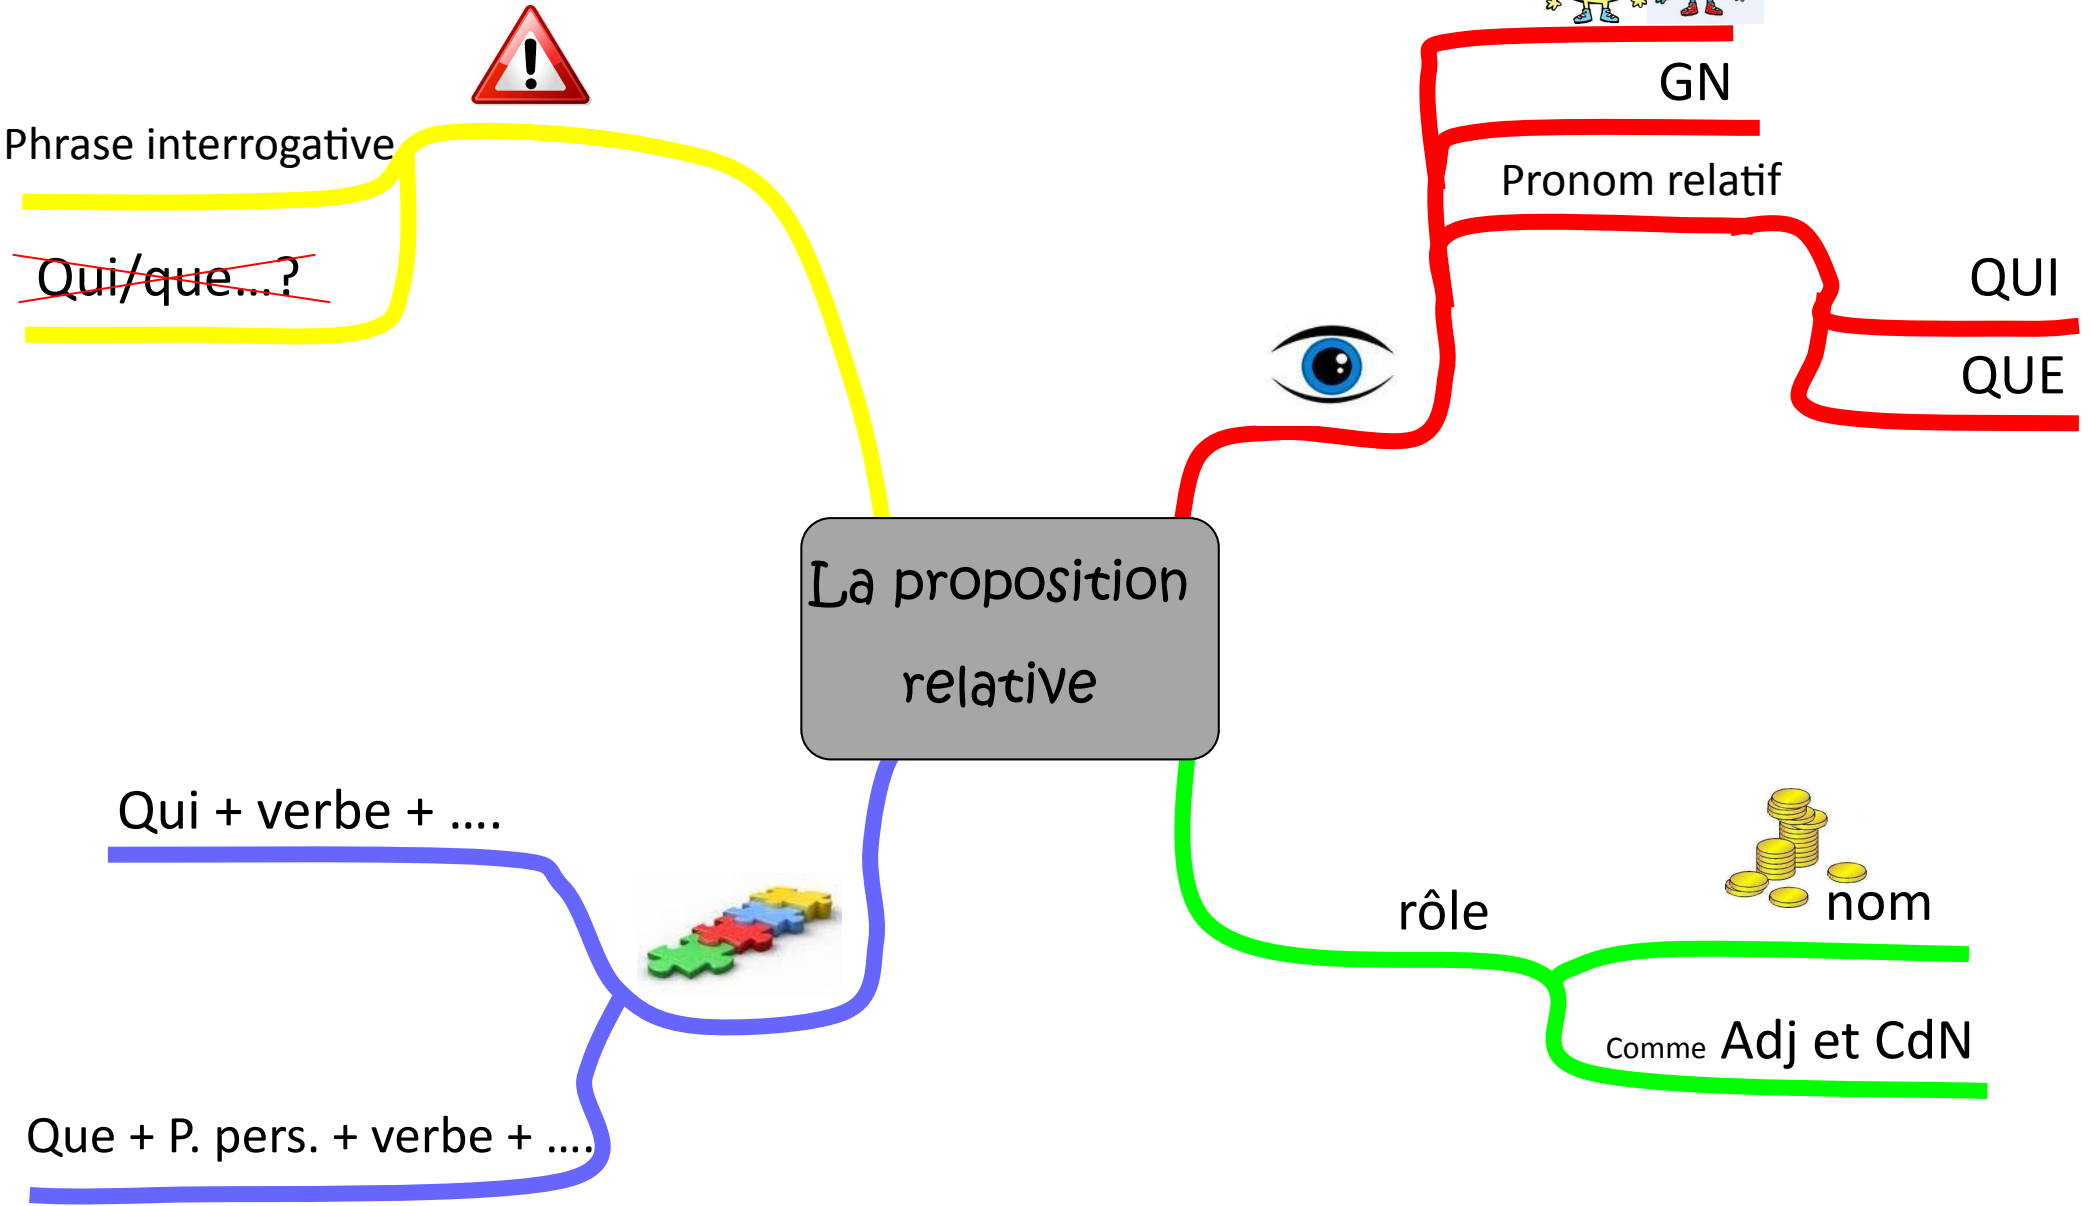 Phrase interrogative
Qui/que...?
GN
Pronom relatif
QUI
QUE
La proposition
relative
Qui + verbe + ....
Que + P. pers. + verbe + ....
rôle
nom
Comme Adj et CdN